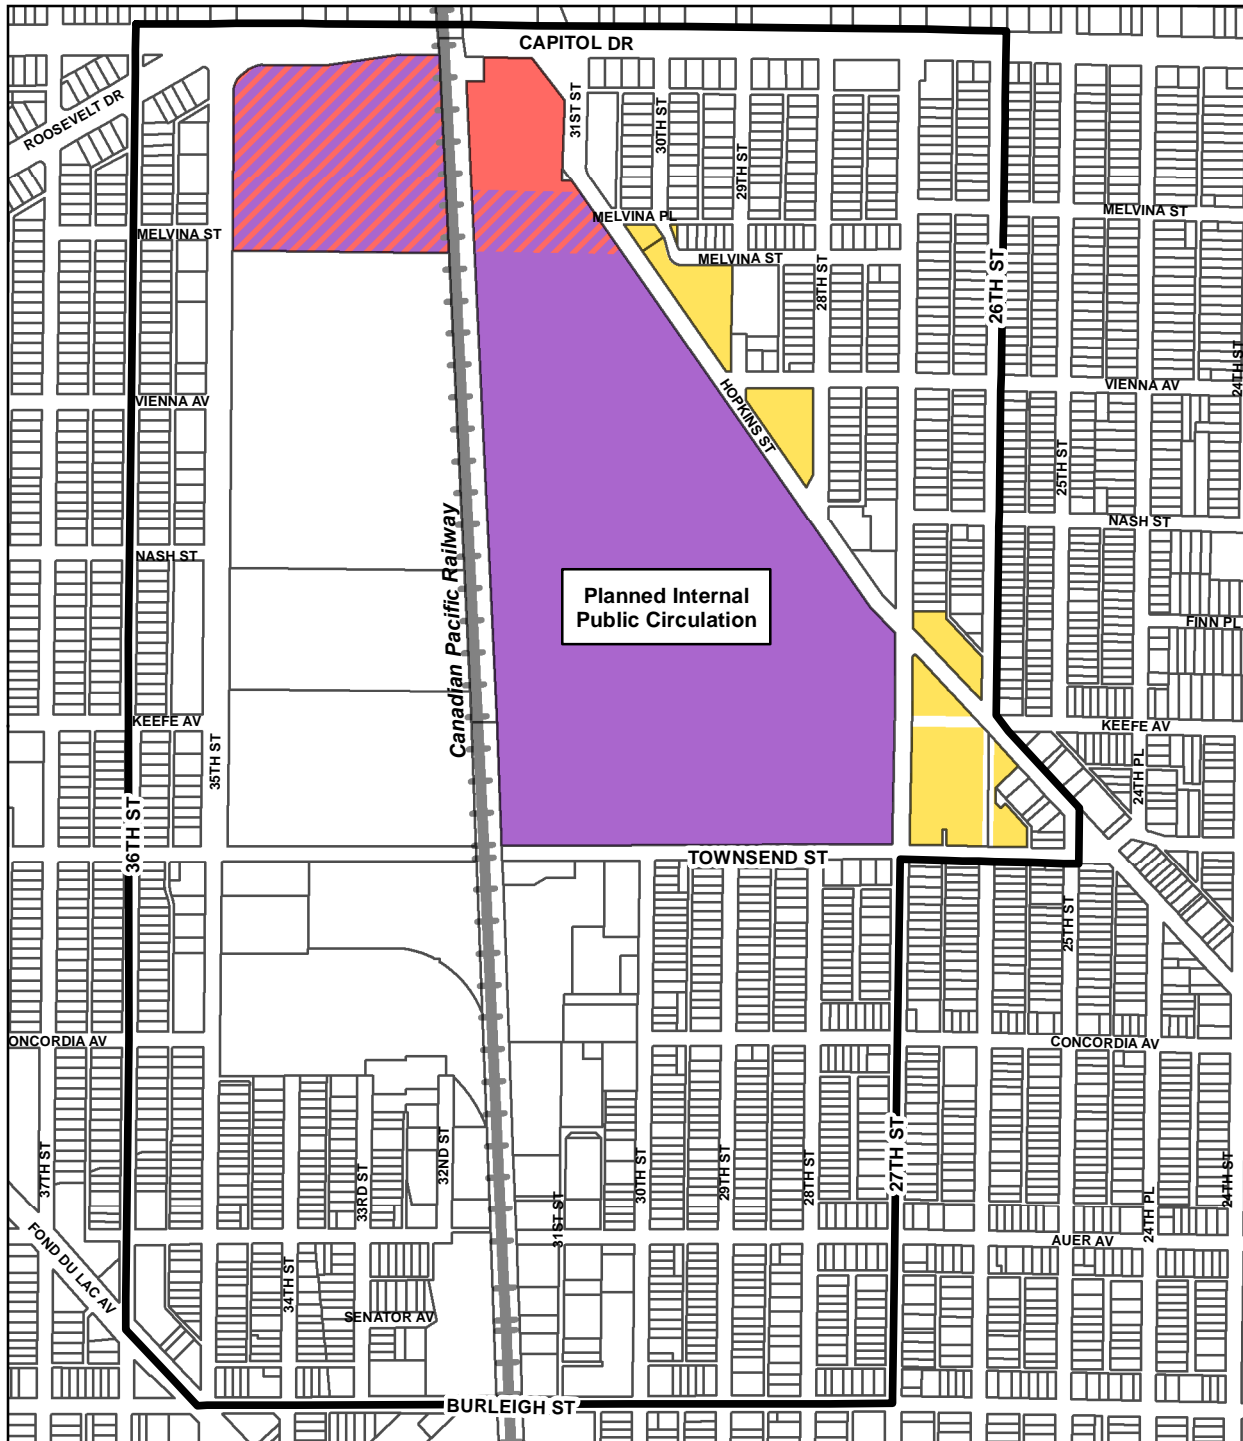 CAPITOL DR
ROOSEVELT DR
31ST ST
30TH ST
29TH ST
MELVINA PL
MELVINA ST
MELVINA ST
MELVINA ST
28TH ST
26TH ST
24TH ST
VIENNA AV
VIENNA AV
HOPKINS ST
25TH ST
NASH ST
NASH ST
Canadian Pacific Railway
Planned Internal
Public Circulation
FINN PL
KEEFE AV
KEEFE AV
35TH ST
24TH PL
36TH ST
TOWNSEND ST
25TH ST
ONCORDIA AV
CONCORDIA AV
37TH ST
33RD ST
32ND ST
31ST ST
30TH ST
29TH ST
28TH ST
27TH ST
24TH PL
24TH ST
FOND DU LAC AV
34TH ST
AUER AV
SENATOR AV
BURLEIGH ST